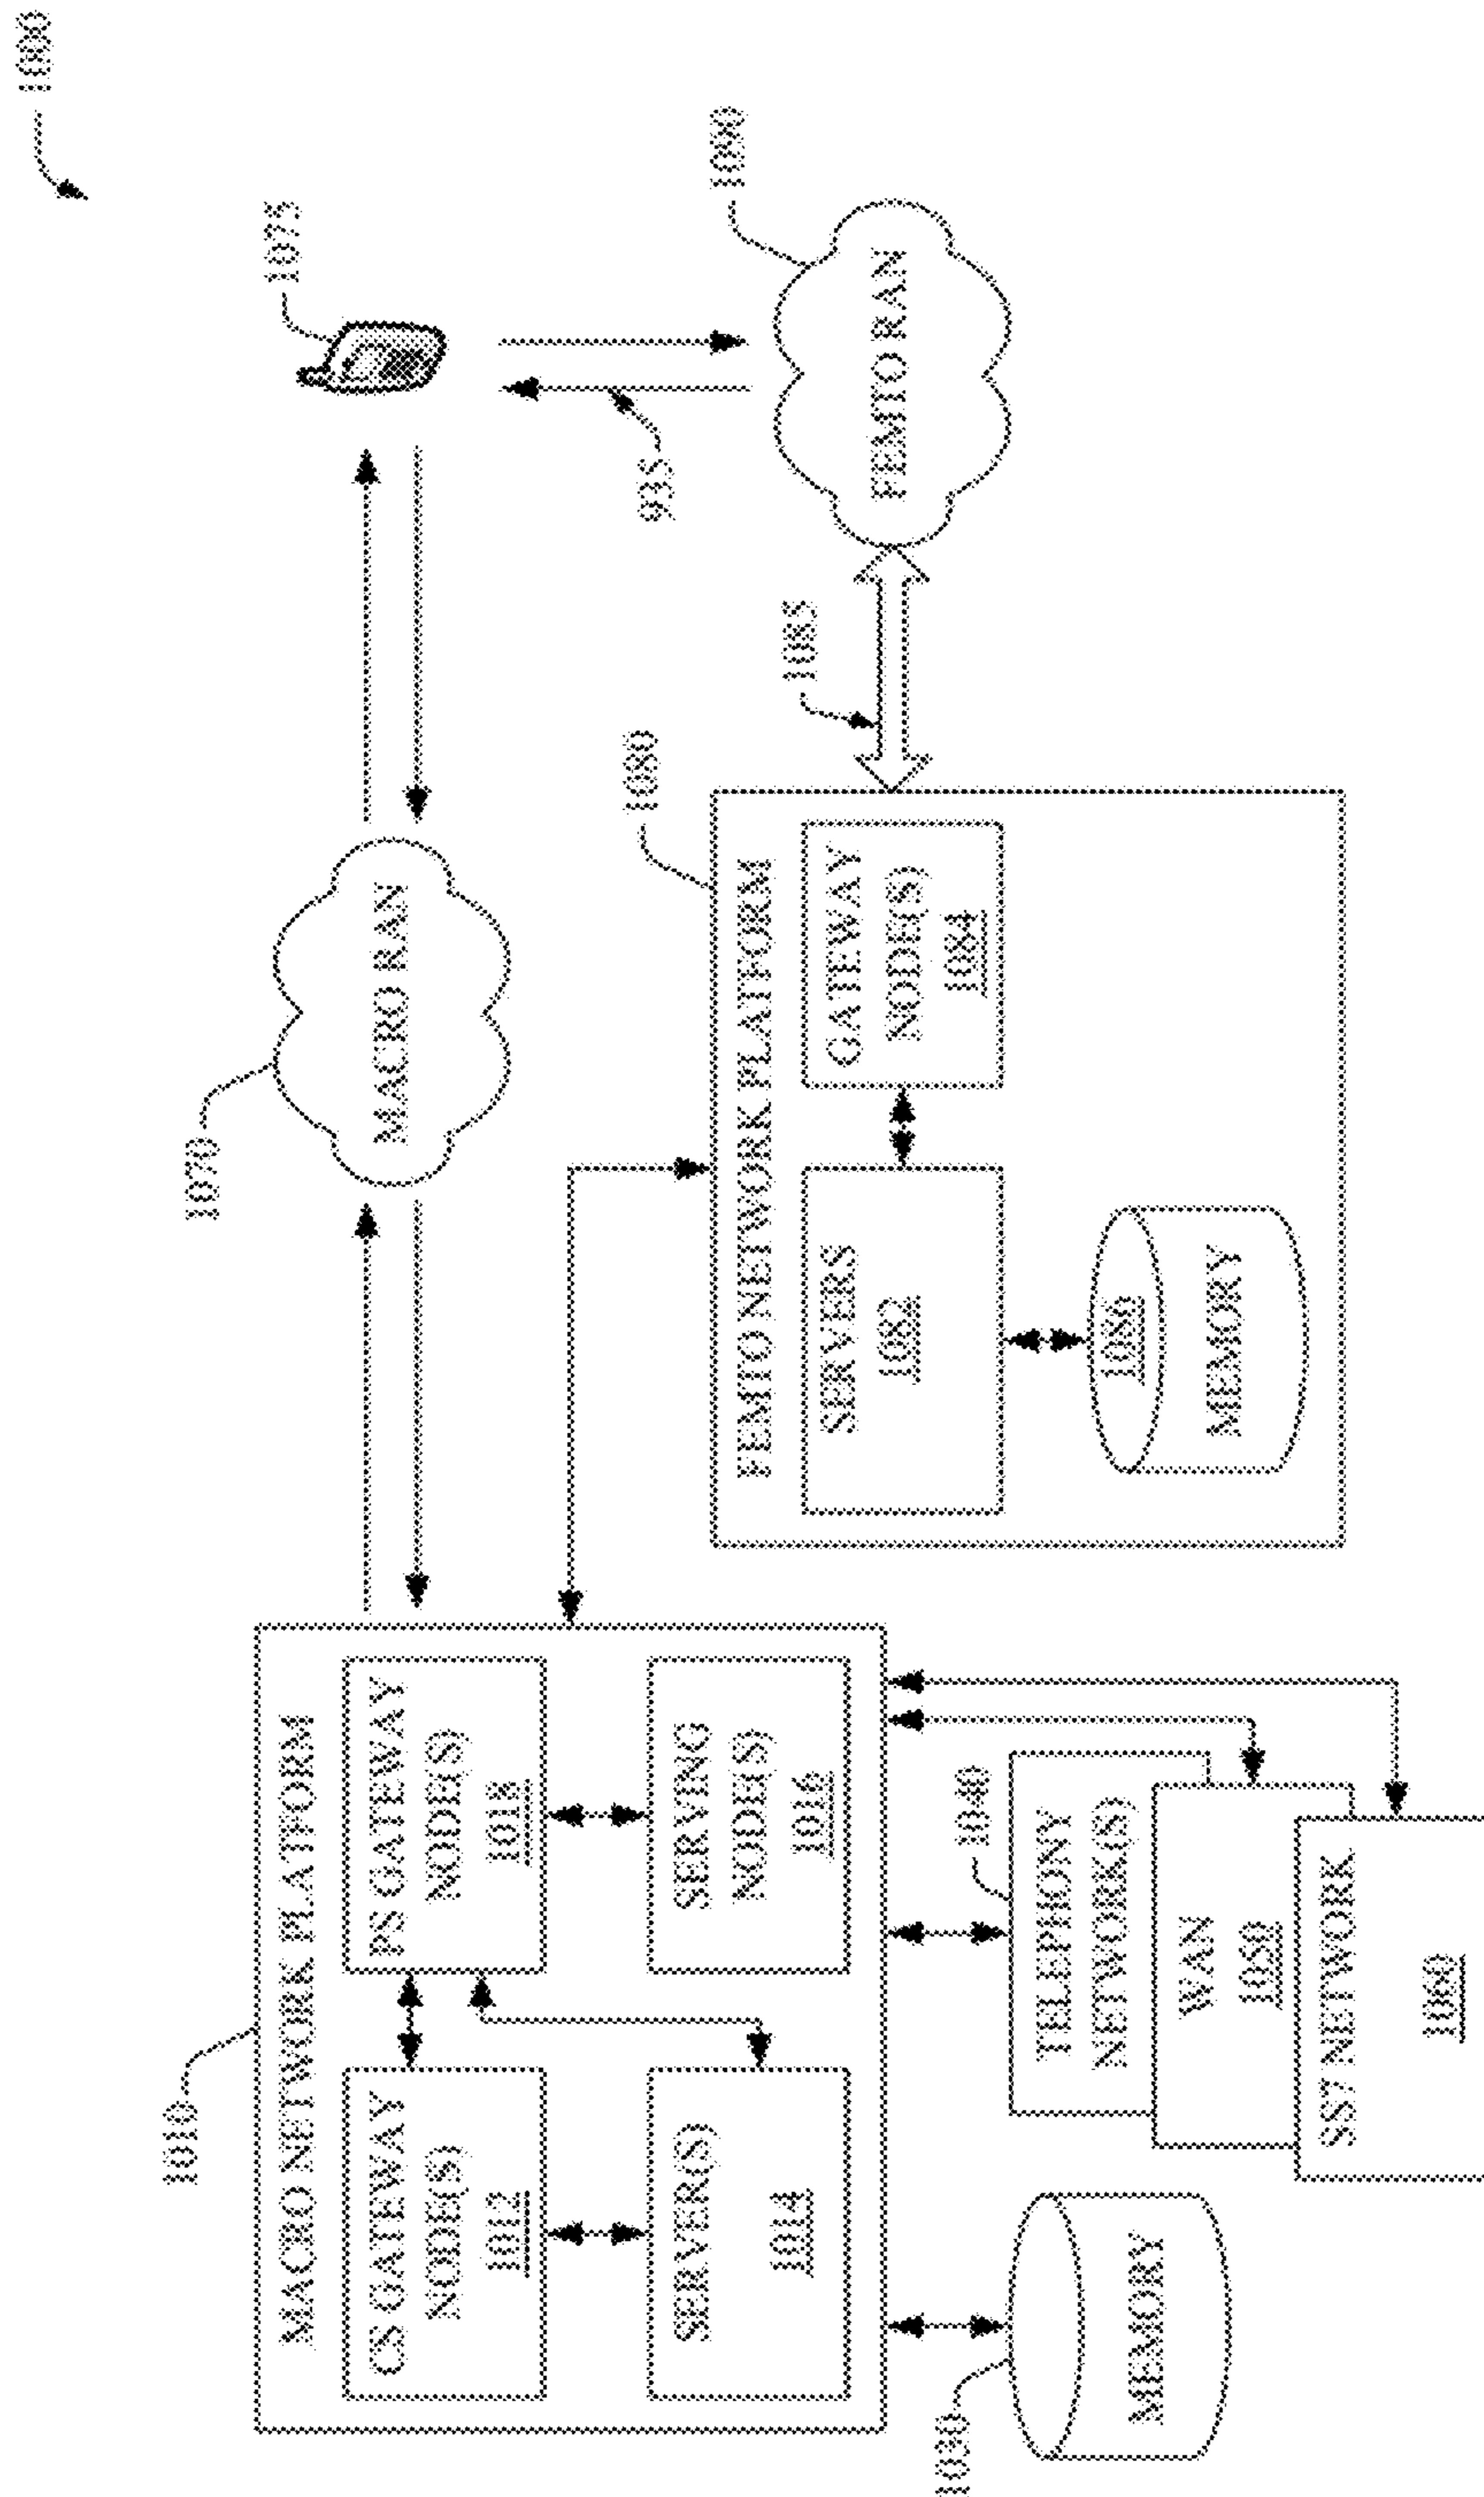 1000
1075
MACRO RAN
1070
935
FEMTO RAN
1090
1085
1080
FEMTO NETWORK PLATFORM
SERVERS
1082
GATEWAY
NODE(S)
1084
1086
MEMORY
1010
MACRO NETWORK PLATFORM
CS GATEWAY
NODE(S)
1012
PS GATEWAY
NODE(S)
1018
SERVER(S)
1014
SERVING
NODE(S)
1016
1030
MEMORY
1040
TELEPHONY
NETWORK(S)
WAN
1050
SS7 NETWORK
1060